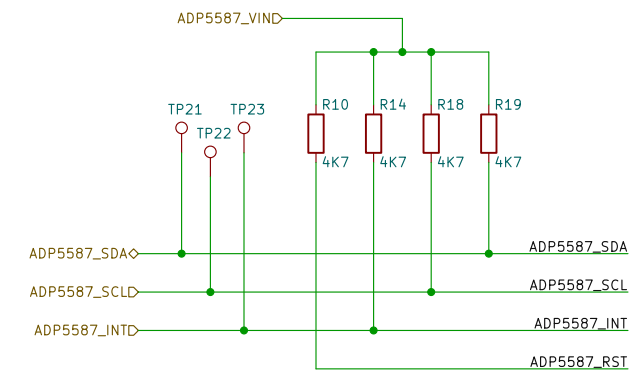 ADP5587_VIN
R10
R14
R18
R19
TP21
TP23
TP22
4K7
4K7
4K7
4K7
ADP5587_SDA
ADP5587_SDA
ADP5587_SCL
ADP5587_SCL
ADP5587_INT
ADP5587_INT
ADP5587_RST